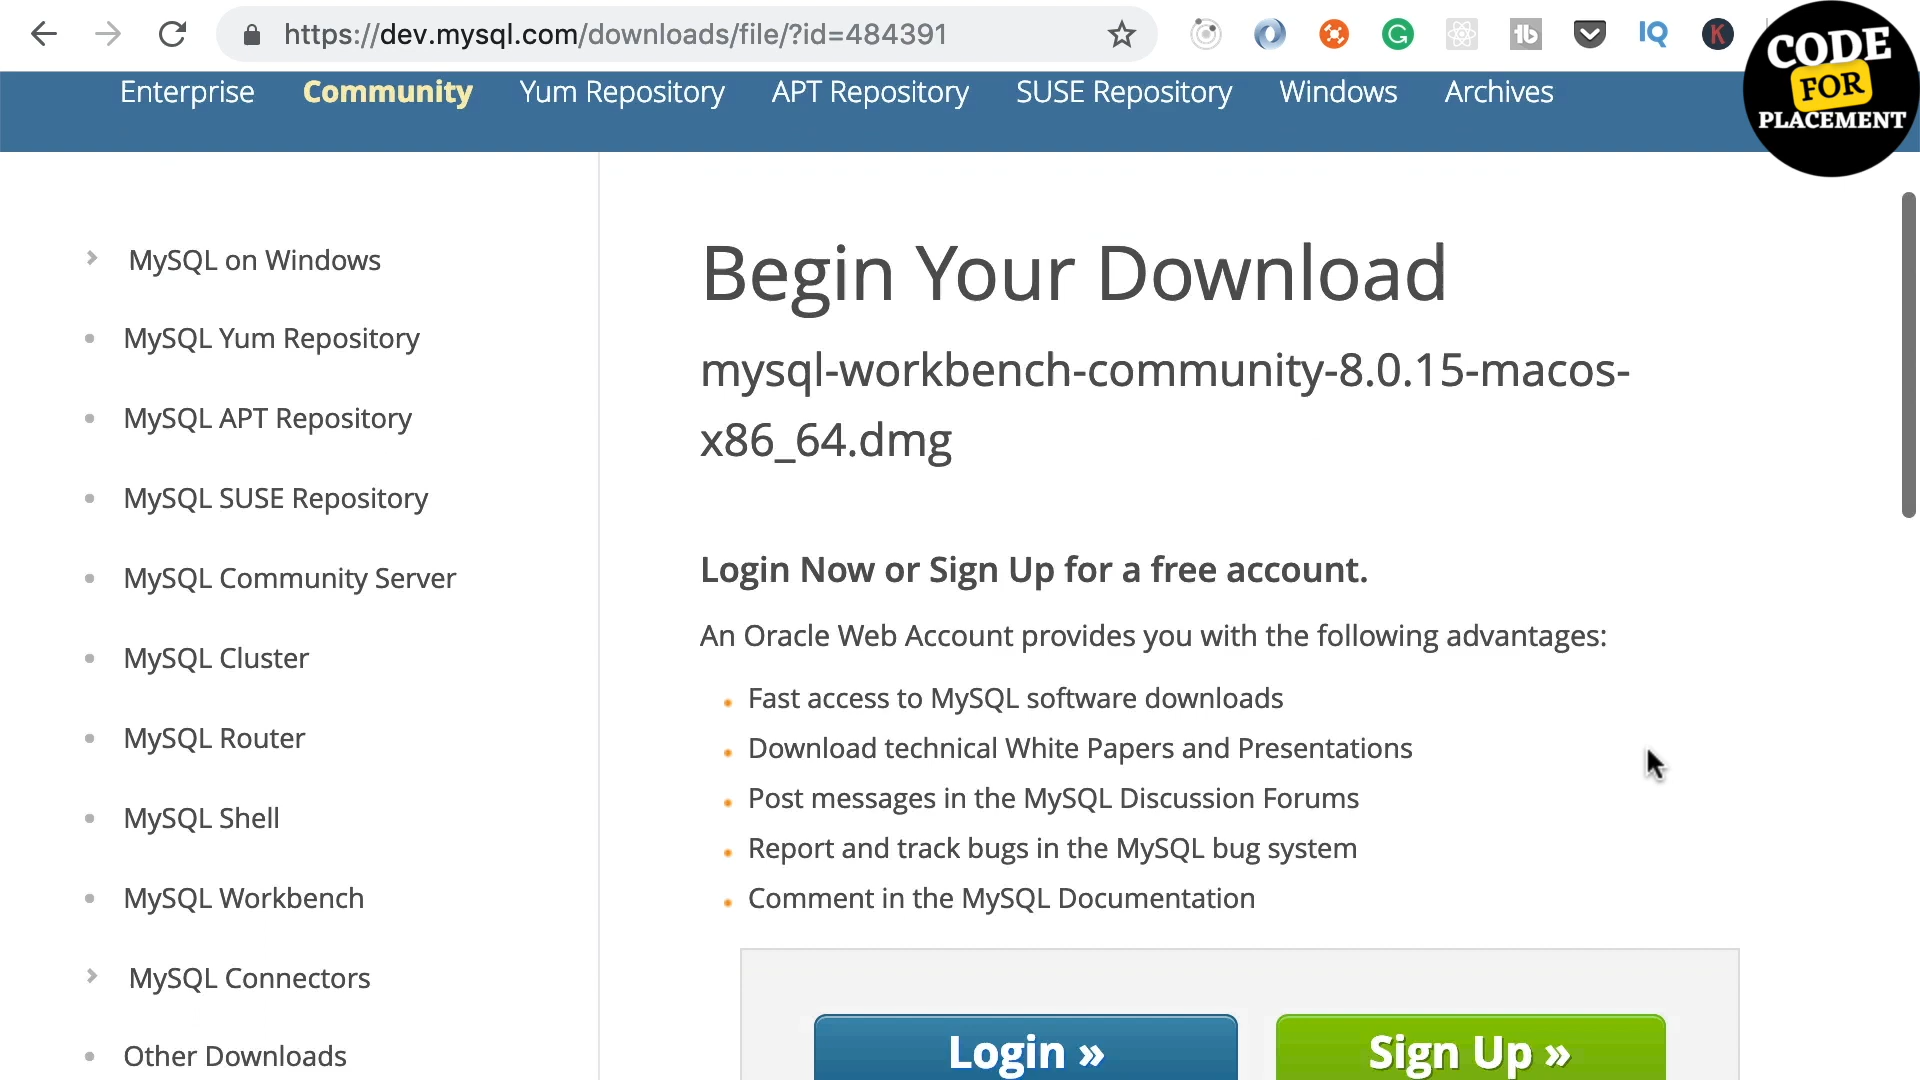 https://dev.mysql.com/downloads/file/?id=484391
IQ
K
CODE
FOR
PLACEMENT
Enterprise Community Yum Repository APT Repository SUSE Repository Windows Archives
MySQL on Windows
MySQL Yum Repository
MySQL APT Repository
MySQL SUSE Repository
MySQL Community Server
MySQL Cluster
MySQL Router
MySQL Shell
MySQL Workbench
MySQL Connectors
Other Downloads
Begin Your Download
mysql-workbench-community-8.0.15-macos-
x86_64.dmg
Login Now or Sign Up for a free account.
An Oracle Web Account provides you with the following advantages:
Fast access to MySQL software downloads
Download technical White Papers and Presentations
Post messages in the MySQL Discussion Forums
Report and track bugs in the MySQL bug system
Comment in the MySQL Documentation
Login »
Sign Up »